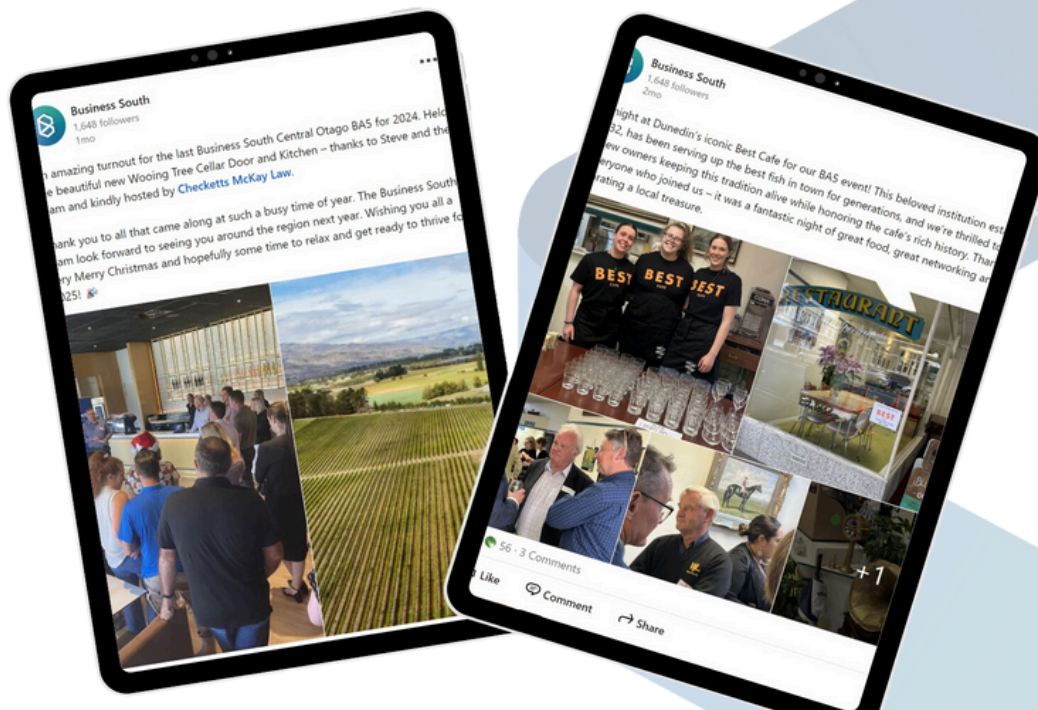 Business South
1,648 followers
1mo
amazing turnout for the last Business South Central Otago BA5 for 2024. Held
beautiful new Wooing Tree Cellar Door and Kitchen – thanks to Steve and the
am and kindly hosted by Checketts McKay Law.
ank you to all that came along at such a busy time of year. The Business South
am look forward to seeing you around the region next year. Wishing you all a
ry Merry Christmas and hopefully some time to relax and get ready to thrive fo
025!
Business South
1,648 followers
2mo
night at Dunedin's iconic Best Cafe for our BA5 event! This beloved institution est
32, has been serving up the best fish in town for generations, and we're thrilled to
ew owners keeping this tradition alive while honoring the cafe's rich history. Than
eryone who joined us – it was a fantastic night of great food, great networking an
rating a local treasure.
BEST
BEST
BEST
ESTAURANT
BEST
+1
56 · 3 Comments
Like
Comment
Share